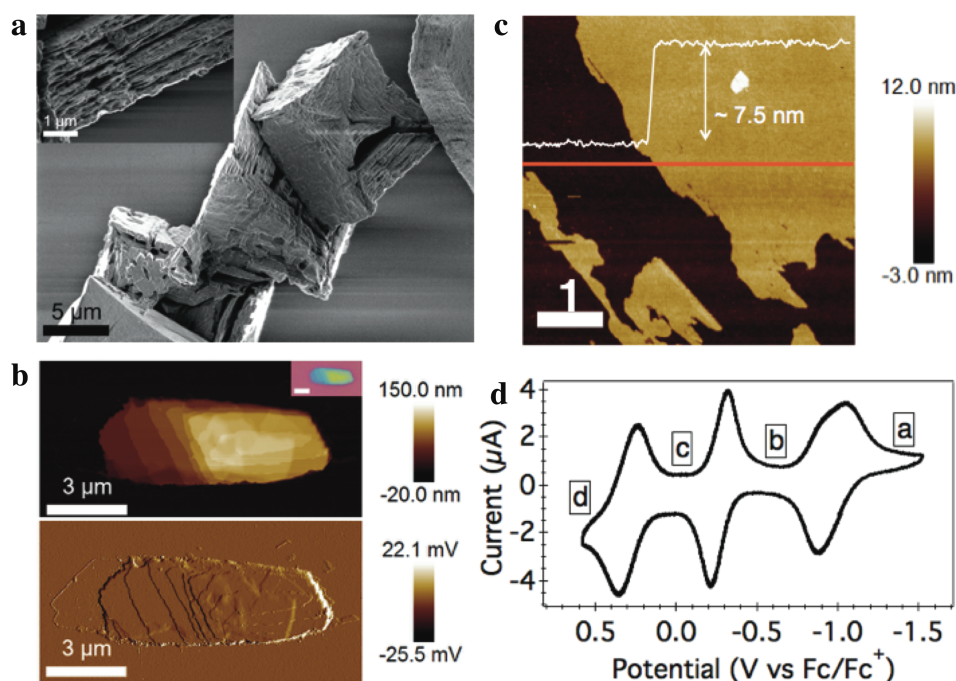 a
1 µm
5 µm
b
150.0 nm
-20.0 nm
3 µm
22.1 mV
-25.5 mV
3 µm
c
~ 7.5 nm
1
12.0 nm
-3.0 nm
d
Current (µA)
4
2
0
-2
-4
d
c
b
a
0.5
0.0
-0.5
-1.0
-1.5
Potential (V vs Fc/Fc⁺)